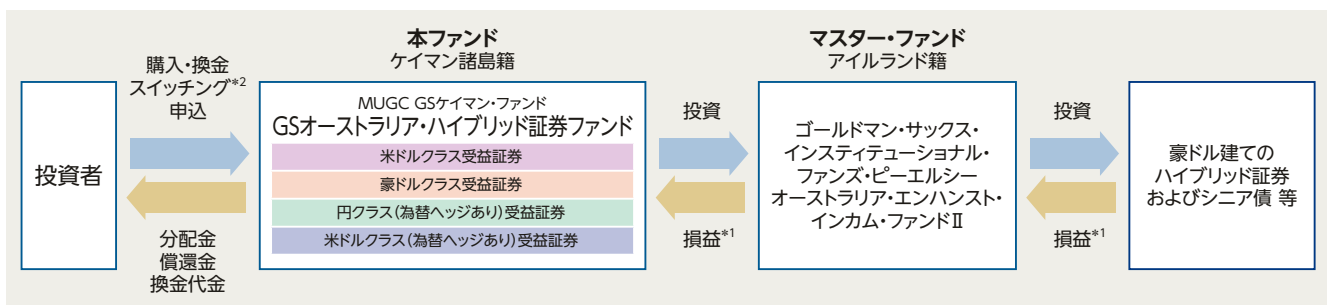 投資者
購入・換金
スイッチング*2
申込
分配金
償還金
換金代金
本ファンド
ケイマン諸島籍
MUGC GSケイマン・ファンド
GSオーストラリア・ハイブリッド証券ファンド
米ドルクラス受益証券
豪ドルクラス受益証券
円クラス（為替ヘッジあり）受益証券
米ドルクラス（為替ヘッジあり）受益証券
投資
損益*1
マスター・ファンド
アイルランド籍
ゴールドマン・サックス・
インスティテューショナル・
ファンズ・ピーエルシー
オーストラリア・エンハンスト・
インカム・ファンドⅡ
投資
損益*1
豪ドル建ての
ハイブリッド証券
およびシニア債 等